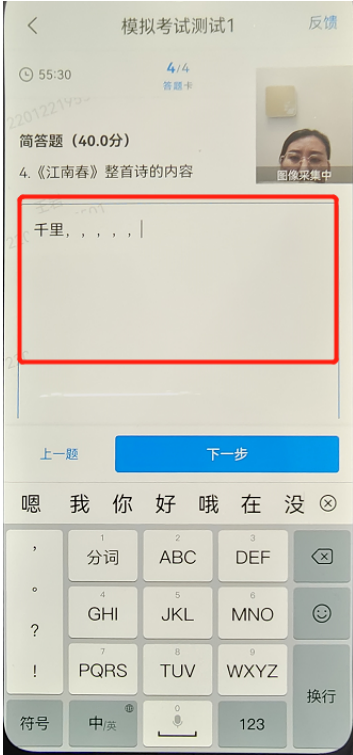 模拟考试测试1
反馈
55:30
4/4
答题卡
简答题（40.0分）
图像采集中
4.《江南春》整首诗的内容
千里，，，，，
上一题
下一步
嗯 我 你 好 哦 在 没
，
。
?
!
1
分词
2
ABC
3
DEF
4
GHI
5
JKL
6
MNO
7
PQRS
8
TUV
9
WXYZ
换行
符号
中/英
0
123